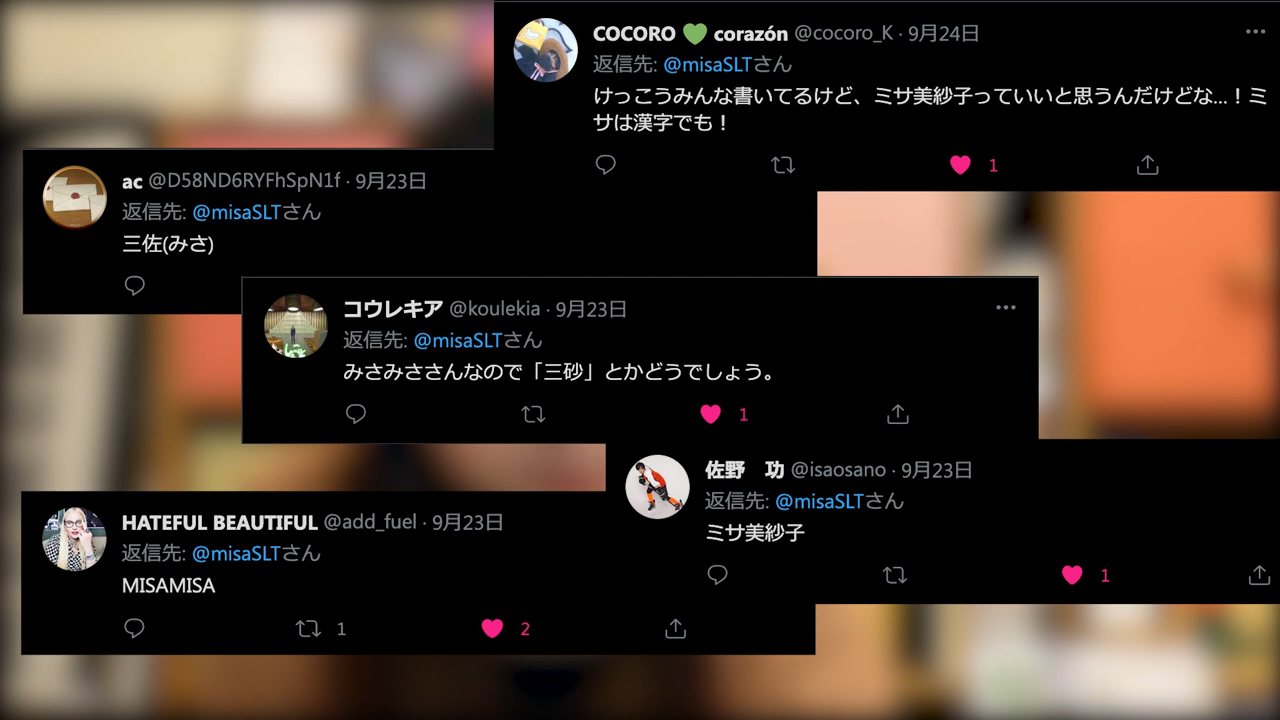 COCORO 💚 corazón @cocoro_K · 9月24日
返信先: @misaSLTさん
けっこうみんな書いてるけど、ミサ美紗子っていいと思うんだけどな...！ミ
サは漢字でも！
1
ac @D58ND6RYFhSpN1f · 9月23日
返信先: @misaSLTさん
三佐(みさ)
コウレキア @koulekia · 9月23日
返信先: @misaSLTさん
みさみささんなので「三砂」とかどうでしょう。
1
佐野　功 @isaosano · 9月23日
返信先: @misaSLTさん
ミサ美紗子
1
HATEFUL BEAUTIFUL @add_fuel · 9月23日
返信先: @misaSLTさん
MISAMISA
1 2